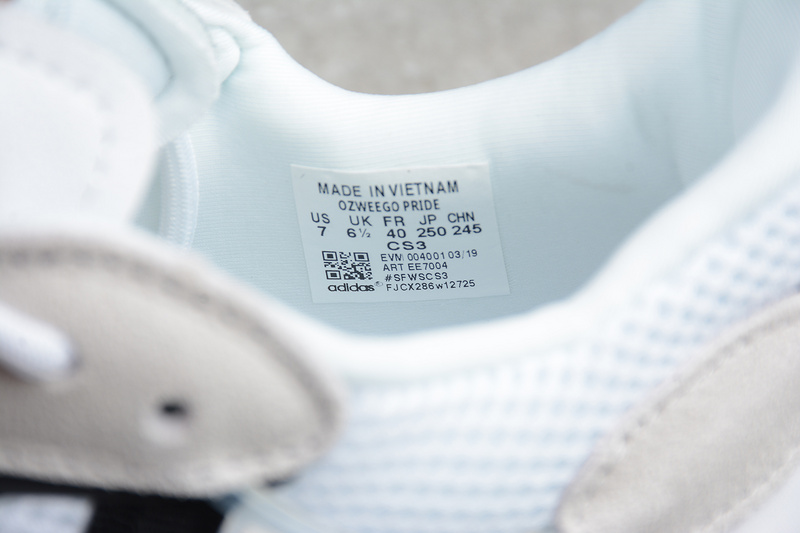 MADE IN VIETNAM
OZWEEGO PRIDE
US UK FR JP CHN
7 6½ 40 250 245
CS3
EVM 004001 03/19
ART EE7004
#SFWSCS3
adidas® FJCX286w12725